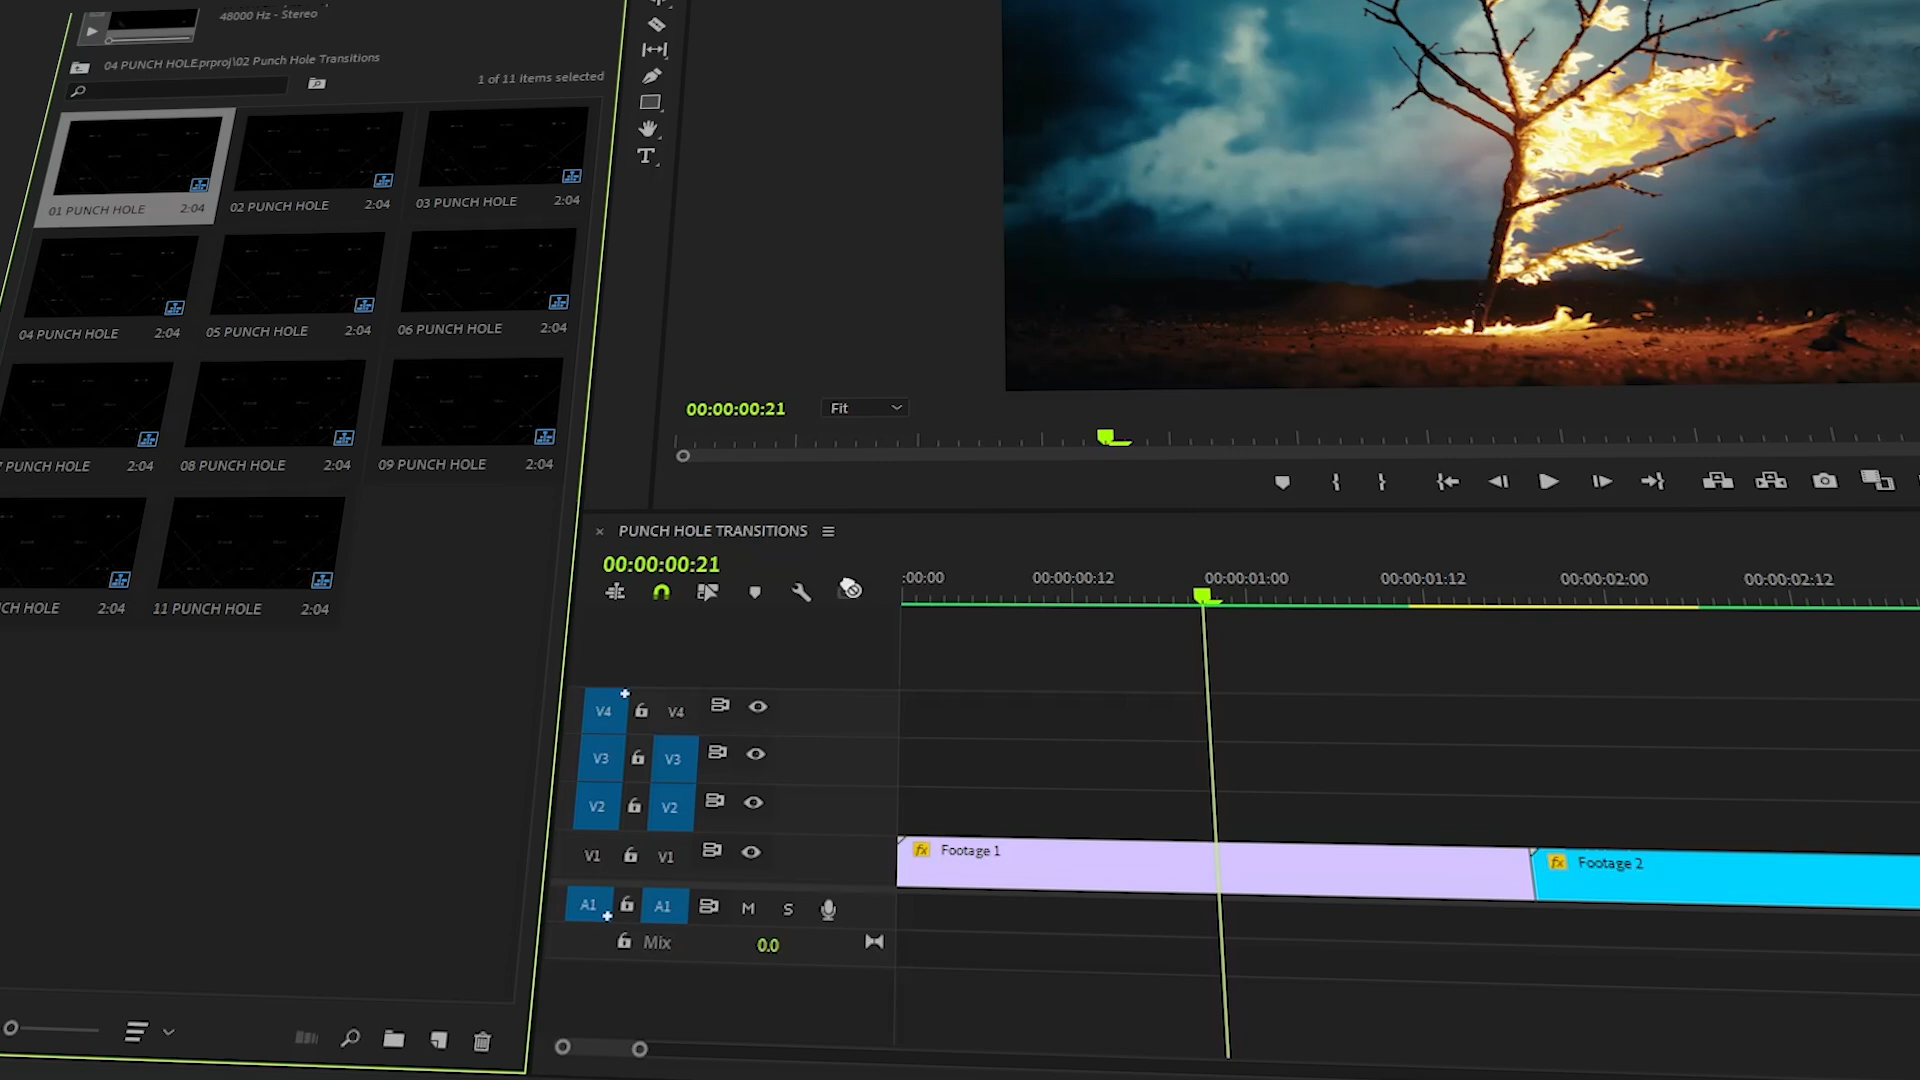 48000 Hz - Stereo
04 PUNCH HOLE.prproj\02 Punch Hole Transitions
1 of 11 Items selected
01 PUNCH HOLE 2:04
02 PUNCH HOLE 2:04
03 PUNCH HOLE 2:04
04 PUNCH HOLE 2:04
05 PUNCH HOLE 2:04
06 PUNCH HOLE 2:04
7 PUNCH HOLE 2:04
08 PUNCH HOLE 2:04
09 PUNCH HOLE 2:04
CH HOLE 2:04
11 PUNCH HOLE 2:04
T
00:00:00:21
Fit
PUNCH HOLE TRANSITIONS
00:00:00:21
:00:00
00:00:00:12
00:00:01:00
00:00:01:12
00:00:02:00
00:00:02:12
V4 V4
V3 V3
V2 V2
V1 V1
fx Footage 1
fx Footage 2
A1 A1 M S
Mix 0.0